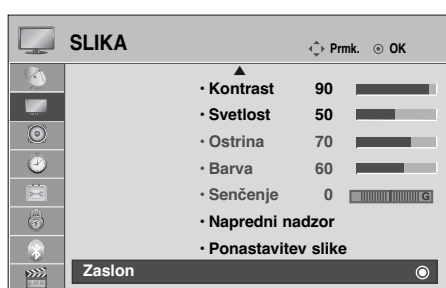 SLIKA Prmk. OK
• Kontrast 90
• Svetlost 50
• Ostrina 70
• Barva 60
• Senčenje 0 G
• Napredni nadzor
• Ponastavitev slike
Zaslon